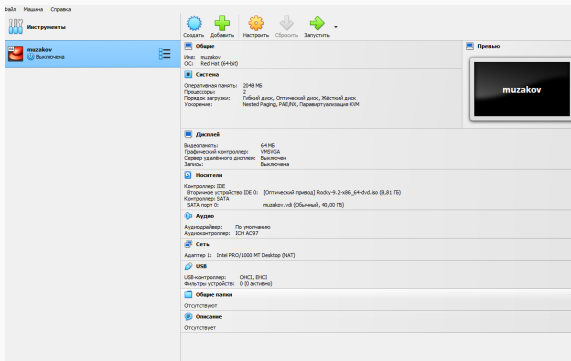 Файл Машина Справка
Инструменты
Создать Добавить Настроить Сбросить Запустить
muzakov
Выключена
Общие
Имя: muzakov
ОС: Red Hat (64-bit)
Превью
muzakov
Система
Оперативная память: 2048 МБ
Процессоры: 2
Порядок загрузки: Гибкий диск, Оптический диск, Жёсткий диск
Ускорение: Nested Paging, PAE/NX, Паравиртуализация KVM
Дисплей
Видеопамять: 64 МБ
Графический контроллер: VMSVGA
Сервер удалённого дисплея: Выключен
Запись: Выключена
Носители
Контроллер: IDE
Вторичное устройство IDE 0: [Оптический привод] Rocky-9.2-x86_64-dvd.iso (8,81 ГБ)
Контроллер: SATA
SATA порт 0: muzakov.vdi (Обычный, 40,00 ГБ)
Аудио
Аудиодрайвер: По умолчанию
Аудиоконтроллер: ICH AC97
Сеть
Адаптер 1: Intel PRO/1000 MT Desktop (NAT)
USB
USB-контроллер: OHCI, EHCI
Фильтры устройств: 0 (0 активно)
Общие папки
Отсутствуют
Описание
Отсутствует